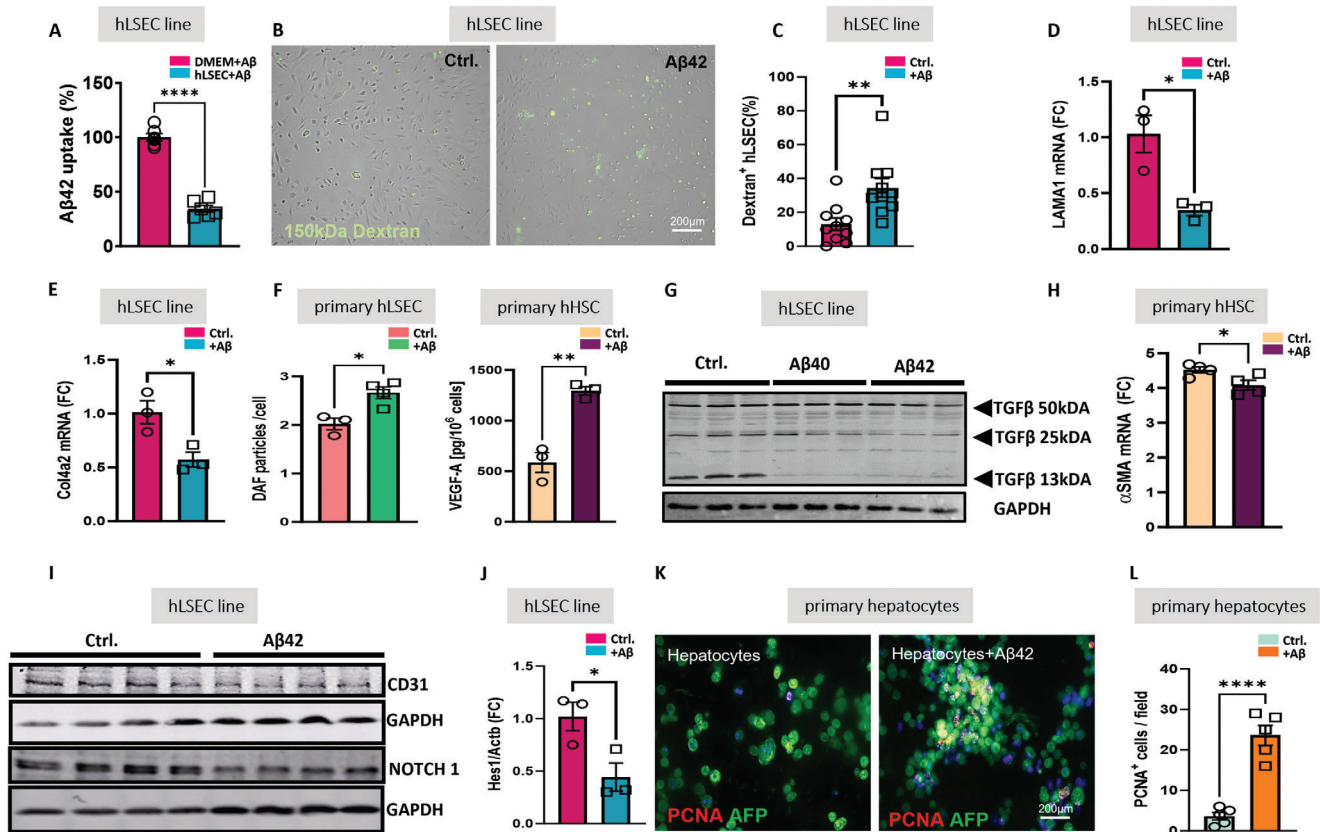 A
hLSEC line
DMEM+Aβ
hLSEC+Aβ
Aβ42 uptake (%)
150
100
50
0
****
B
hLSEC line
Ctrl.
150kDa Dextran
Aβ42
200µm
C
hLSEC line
Ctrl.
+Aβ
Dextran⁺ hLSEC(%)
100
80
60
40
20
0
**
D
hLSEC line
Ctrl.
+Aβ
LAMA1 mRNA (FC)
1.5
1.0
0.5
0.0
*
E
hLSEC line
Ctrl.
+Aβ
Col4a2 mRNA (FC)
1.5
1.0
0.5
0.0
*
F
primary hLSEC
Ctrl.
+Aβ
DAF particles /cell
3
2
1
0
*
primary hHSC
Ctrl.
+Aβ
VEGF-A [pg/10⁶ cells]
1500
1000
500
0
**
G
hLSEC line
Ctrl. Aβ40 Aβ42
TGFβ 50kDA
TGFβ 25kDA
TGFβ 13kDA
GAPDH
H
primary hHSC
Ctrl.
+Aβ
αSMA mRNA (FC)
5
4
3
2
1
0
*
I
hLSEC line
Ctrl. Aβ42
CD31
GAPDH
NOTCH 1
GAPDH
J
hLSEC line
Ctrl.
+Aβ
Hes1/Actb (FC)
1.5
1.0
0.5
0.0
*
K
primary hepatocytes
Hepatocytes
PCNA AFP
Hepatocytes+Aβ42
PCNA AFP
200µm
L
primary hepatocytes
Ctrl.
+Aβ
PCNA⁺ cells / field
40
30
20
10
0
****